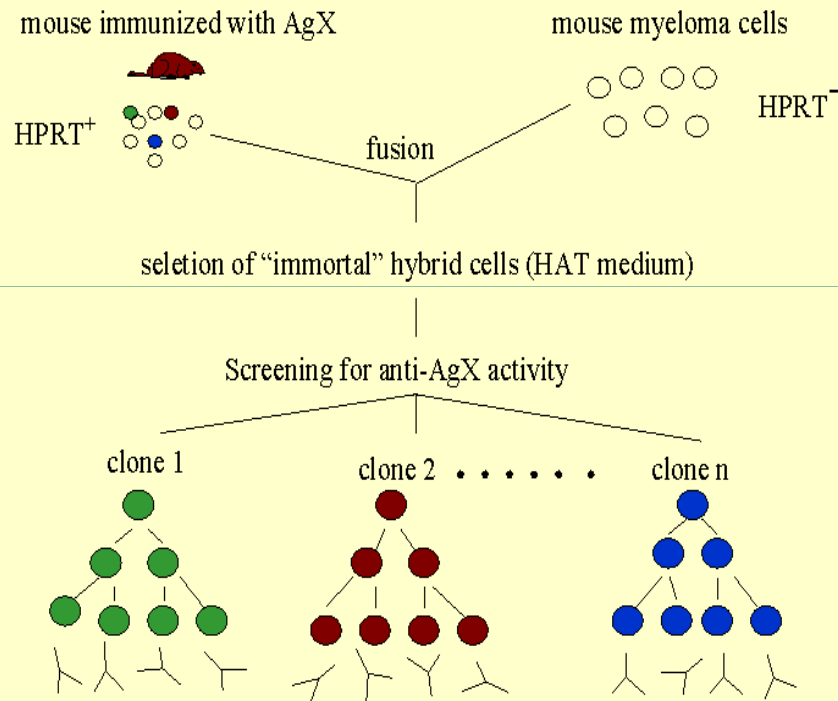 mouse immunized with AgX
mouse myeloma cells
HPRT+
HPRT-
fusion
seletion of “immortal” hybrid cells (HAT medium)
Screening for anti-AgX activity
clone 1
clone 2 . . . . . . clone n